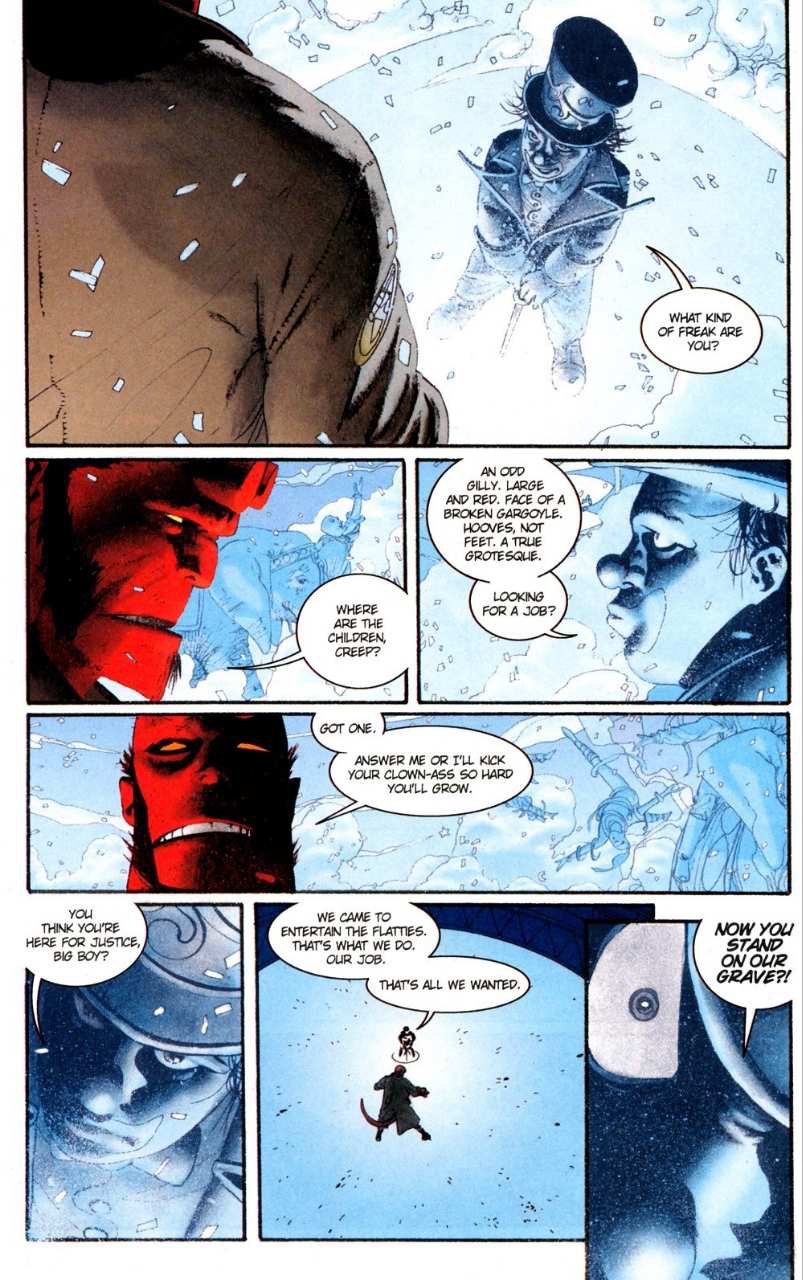 WHAT KIND
OF FREAK ARE
YOU?
WHERE
ARE THE
CHILDREN,
CREEP?
AN ODD
GILLY. LARGE
AND RED. FACE OF A
BROKEN GARGOYLE.
HOOVES, NOT
FEET. A TRUE
GROTESQUE.
LOOKING
FOR A JOB?
GOT ONE.
ANSWER ME OR I'LL KICK
YOUR CLOWN-ASS SO HARD
YOU'LL GROW.
YOU
THINK YOU'RE
HERE FOR JUSTICE,
BIG BOY?
WE CAME TO
ENTERTAIN THE FLATTIES.
THAT'S WHAT WE DO.
OUR JOB.
THAT'S ALL WE WANTED.
NOW YOU
STAND
ON OUR
GRAVE?!